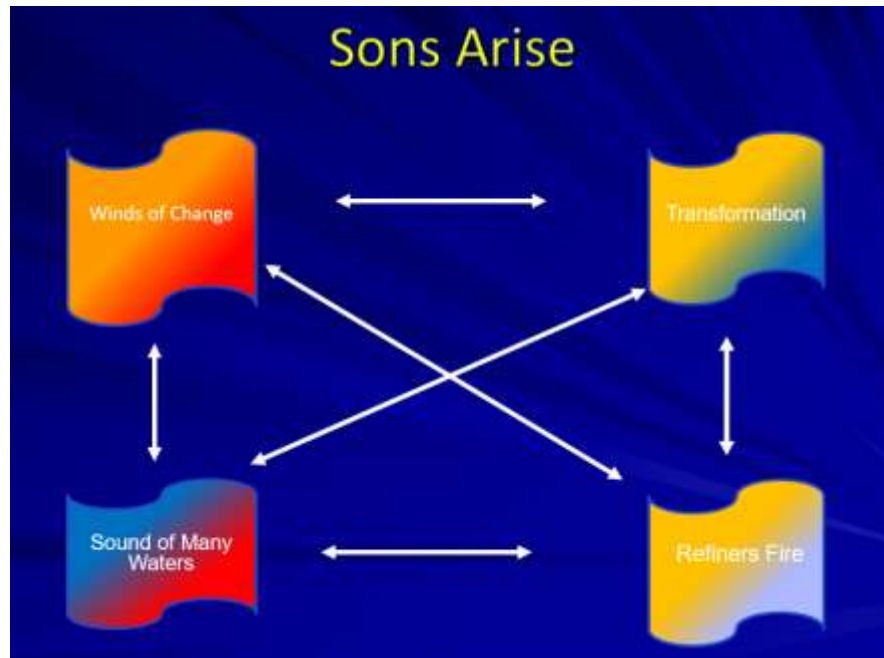 Sons Arise
Winds of Change
Transformation
Sound of Many
Waters
Refiners Fire